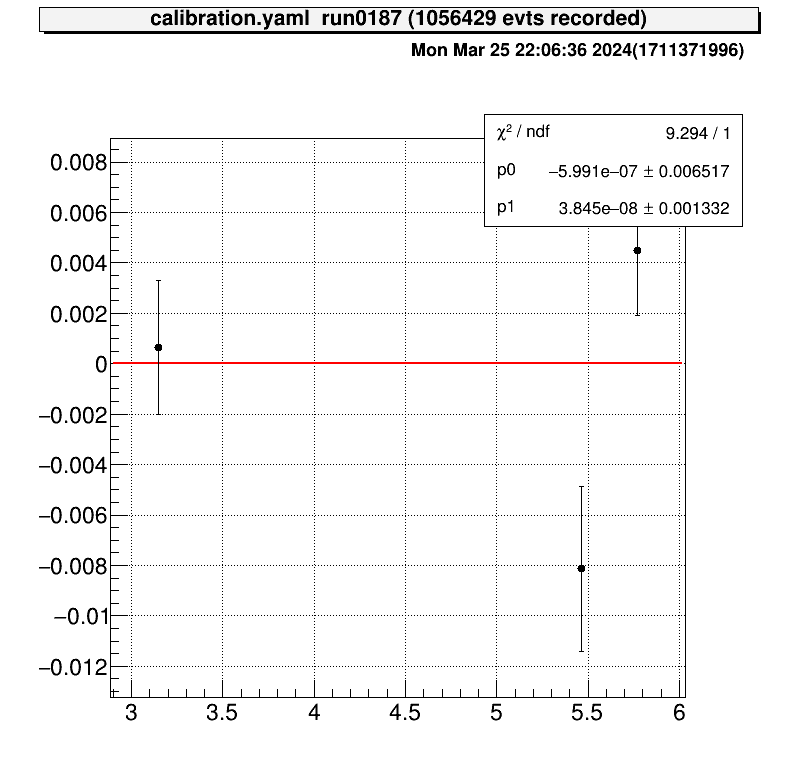 calibration.yaml run0187 (1056429 evts recorded)
Mon Mar 25 22:06:36 2024(1711371996)
χ² / ndf 9.294 / 1
p0 −5.991e−07 ± 0.006517
p1 3.845e−08 ± 0.001332
0.008
0.006
0.004
0.002
0
−0.002
−0.004
−0.006
−0.008
−0.01
−0.012
3 3.5 4 4.5 5 5.5 6